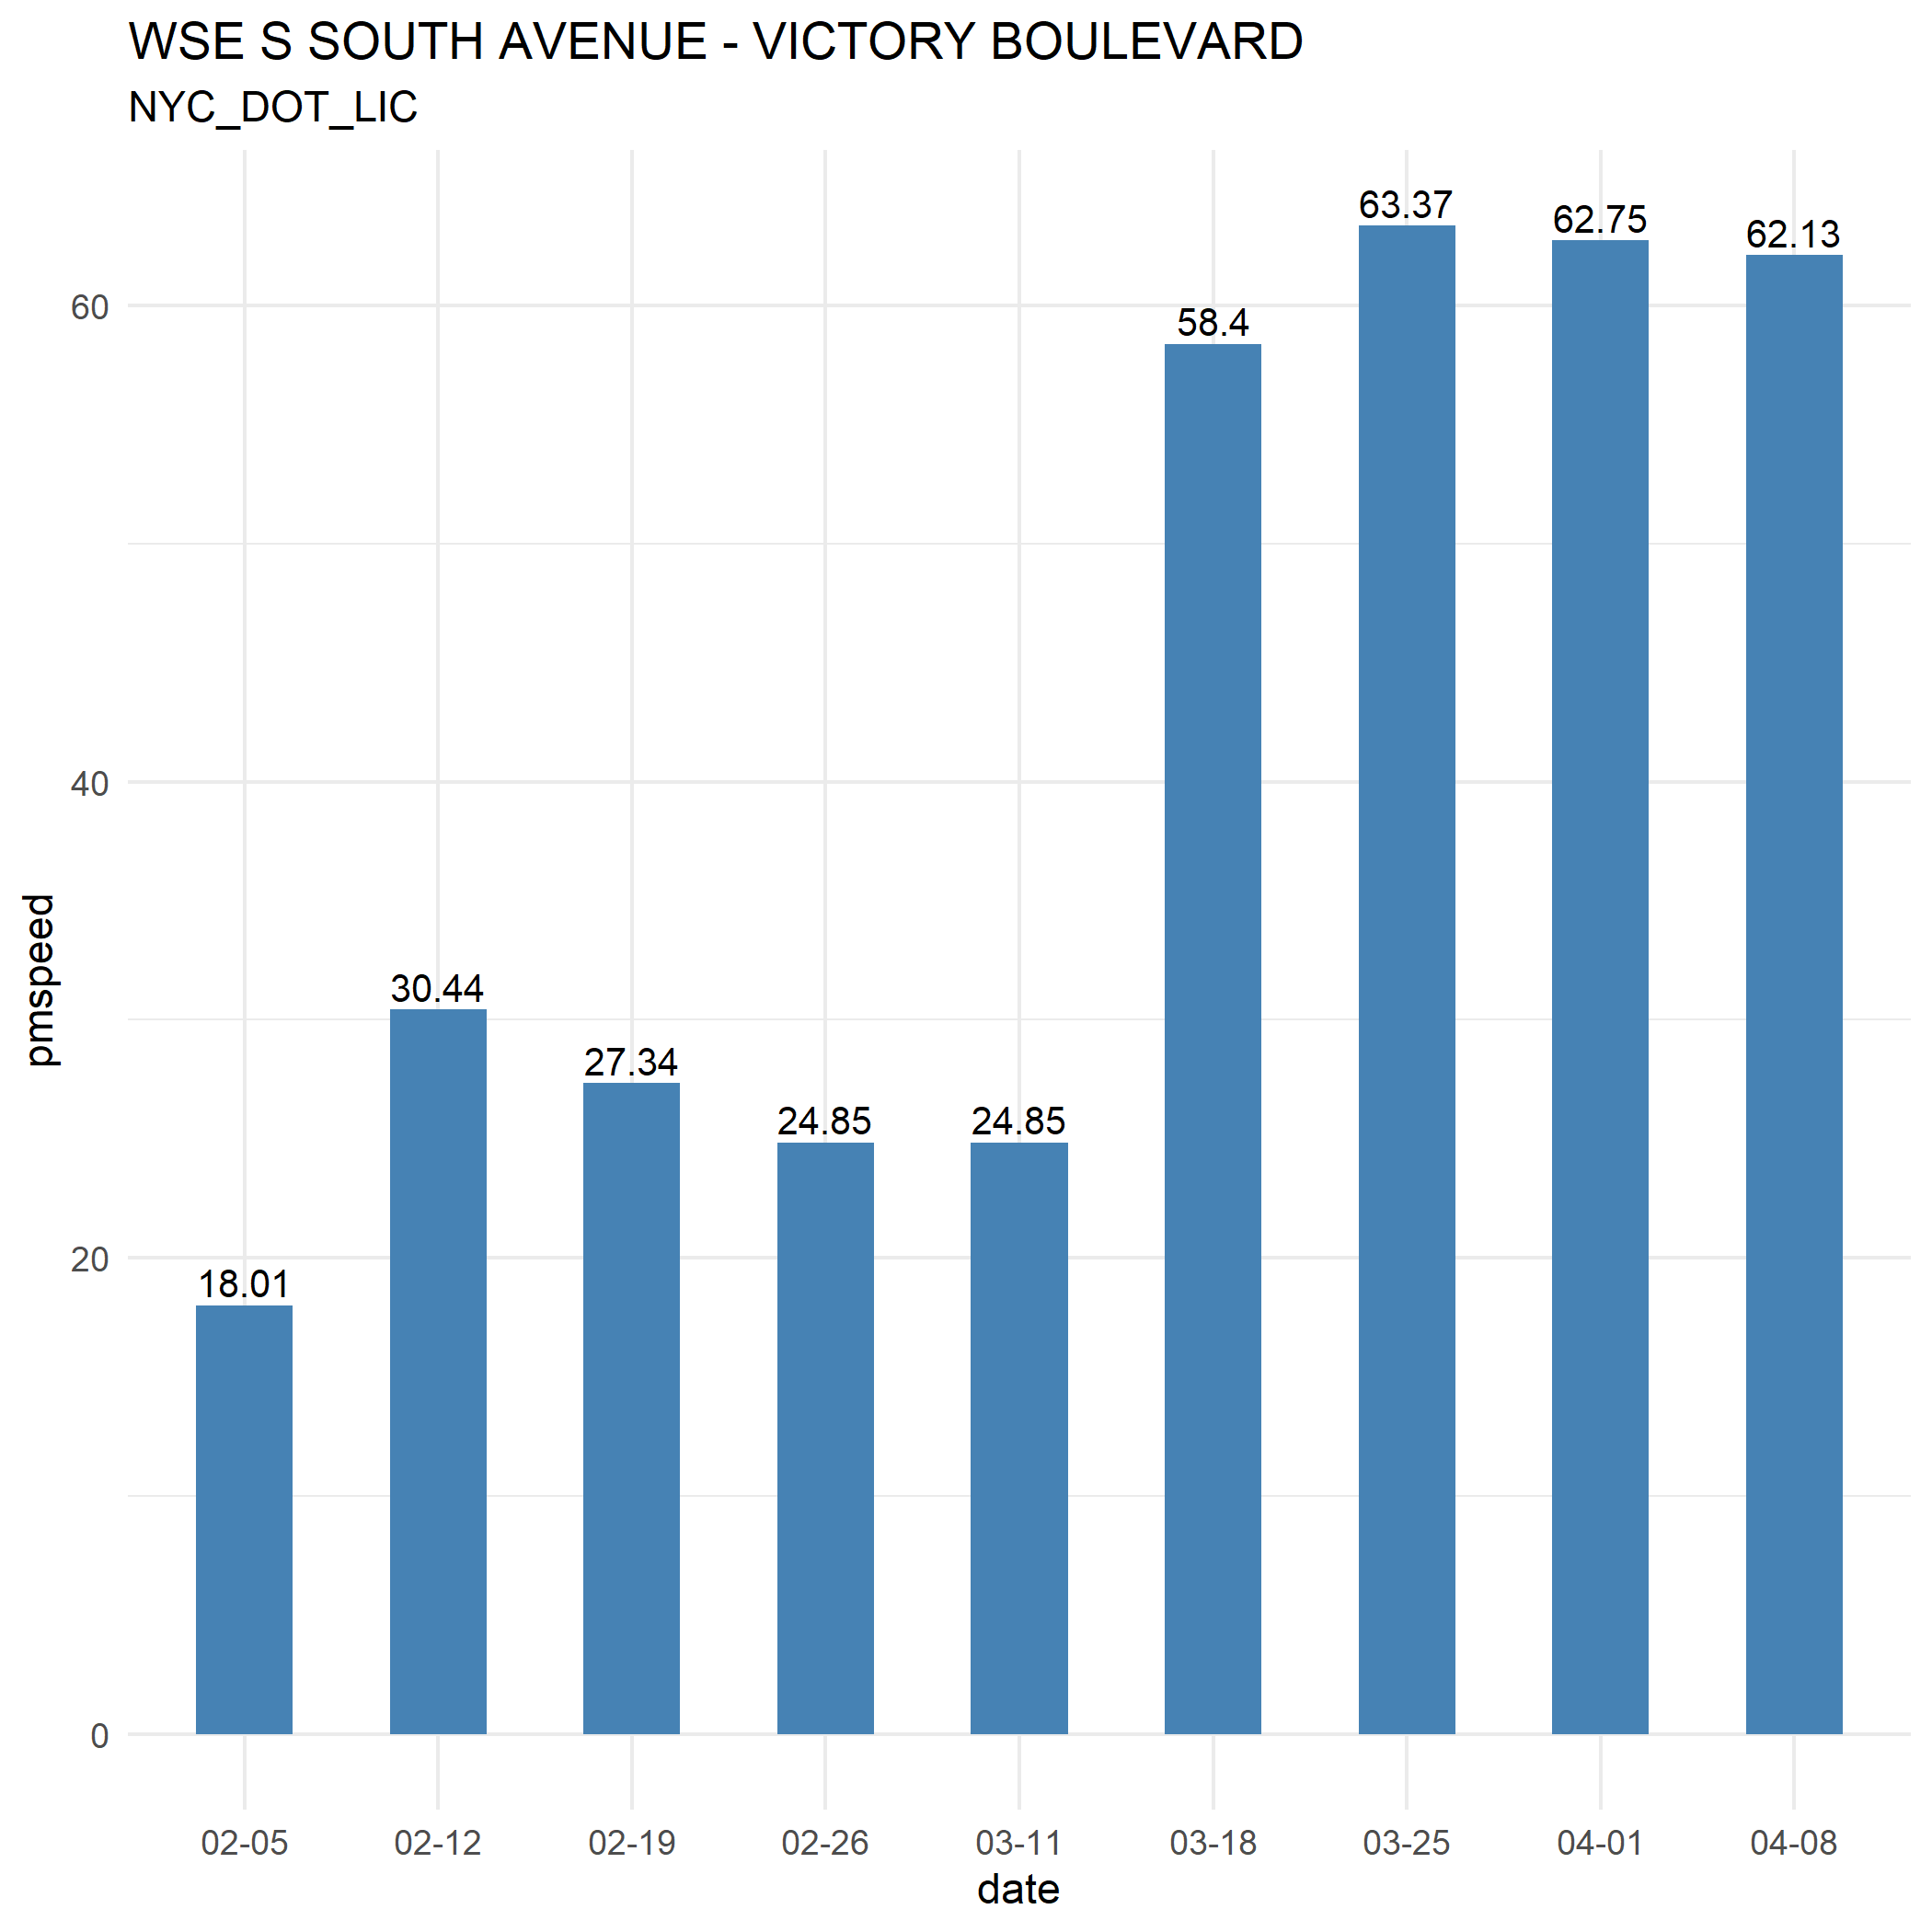 WSE S SOUTH AVENUE - VICTORY BOULEVARD
NYC_DOT_LIC
63.37
62.75
62.13
60
58.4
40
pmspeed
30.44
27.34
24.85
24.85
20
18.01
0
02-05 02-12 02-19 02-26 03-11 03-18 03-25 04-01 04-08
date